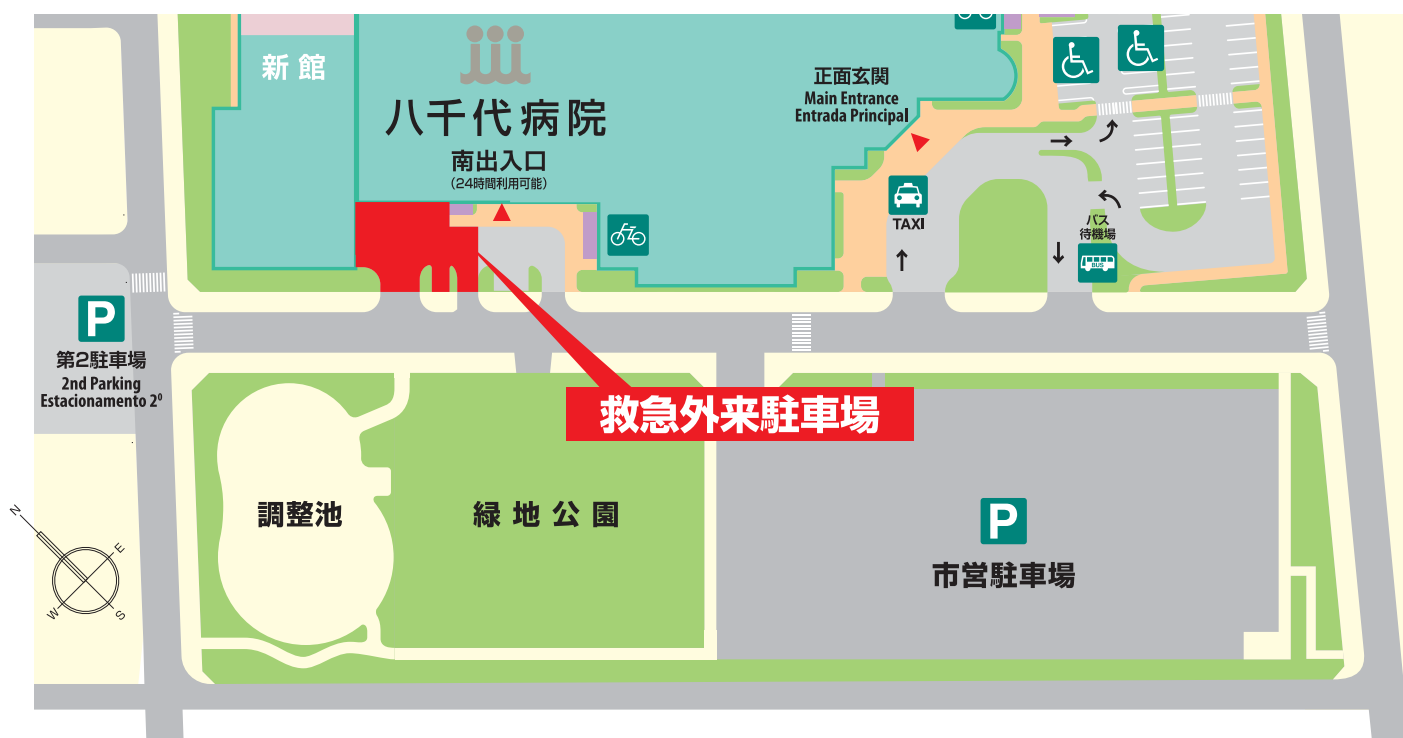 新館
八千代病院
南出入口
(24時間利用可能)
正面玄関
Main Entrance
Entrada Principal
TAXI
バス
待機場
BUS
P
第2駐車場
2nd Parking
Estacionamento 2º
救急外来駐車場
調整池
緑地公園
P
市営駐車場
N
E
W
S